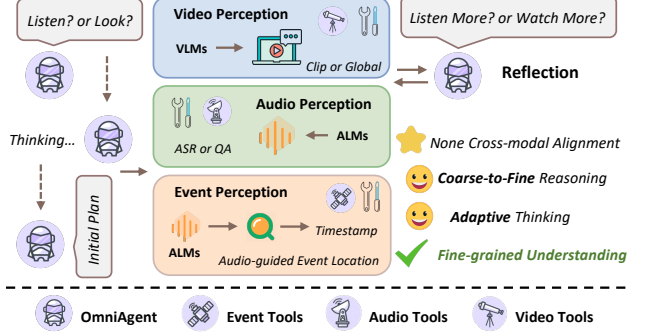 Listen? or Look?
Thinking...
Initial Plan
Video Perception
VLMs
Clip or Global
Audio Perception
ASR or QA
ALMs
Event Perception
ALMs
Timestamp
Audio-guided Event Location
Listen More? or Watch More?
Reflection
None Cross-modal Alignment
Coarse-to-Fine Reasoning
Adaptive Thinking
Fine-grained Understanding
OmniAgent
Event Tools
Audio Tools
Video Tools